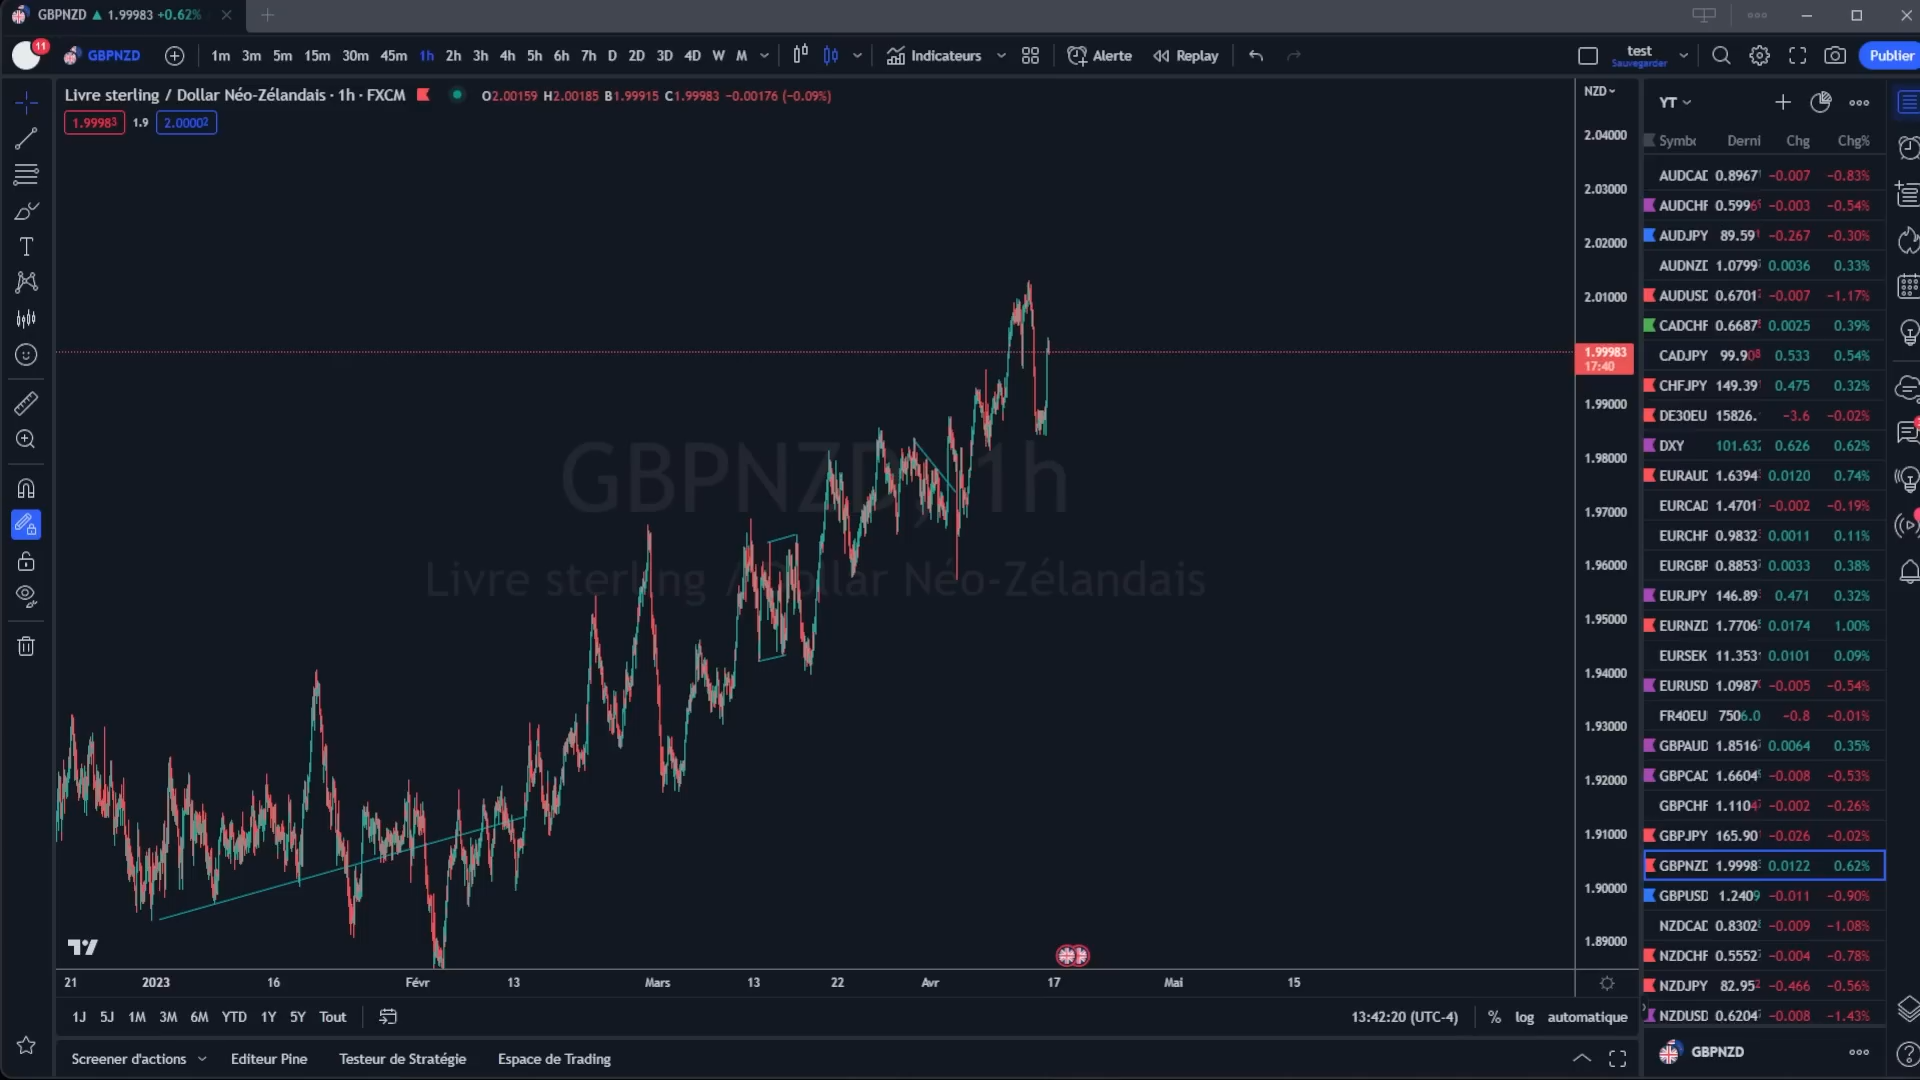 GBPNZD ▲ 1.99983 +0.62%
11
GBPNZD 1m 3m 5m 15m 30m 45m 1h 2h 3h 4h 5h 6h 7h D 2D 3D 4D W M Indicateurs Alerte Replay test Publier
Sauvegarder
Livre sterling / Dollar Néo-Zélandais · 1h · FXCM O2.00159 H2.00185 B1.99915 C1.99983 −0.00176 (−0.09%)
1.99983 1.9 2.00002
GBPNZD, 1h
Livre sterling / Dollar Néo-Zélandais
NZD
2.04000
2.03000
2.02000
2.01000
1.99983
17:40
1.99000
1.98000
1.97000
1.96000
1.95000
1.94000
1.93000
1.92000
1.91000
1.90000
1.89000
21 2023 16 Févr 13 Mars 13 22 Avr 17 Mai 15
1J 5J 1M 3M 6M YTD 1Y 5Y Tout 13:42:20 (UTC-4) % log automatique
Screener d'actions Editeur Pine Testeur de Stratégie Espace de Trading
YT
Symbo Derni Chg Chg%
AUDCAD 0.8967 −0.007 −0.83%
AUDCHF 0.599 −0.003 −0.54%
AUDJPY 89.59 −0.267 −0.30%
AUDNZD 1.0799 0.0036 0.33%
AUDUSD 0.6701 −0.007 −1.17%
CADCHF 0.6687 0.0025 0.39%
CADJPY 99.90 0.533 0.54%
CHFJPY 149.39 0.475 0.32%
DE30EU 15826. −3.6 −0.02%
DXY 101.632 0.626 0.62%
EURAUD 1.6394 0.0120 0.74%
EURCAD 1.4701 −0.002 −0.19%
EURCHF 0.9832 0.0011 0.11%
EURGBP 0.8853 0.0033 0.38%
EURJPY 146.89 0.471 0.32%
EURNZD 1.7706 0.0174 1.00%
EURSEK 11.353 0.0101 0.09%
EURUSD 1.0987 −0.005 −0.54%
FR40EU 7506.0 −0.8 −0.01%
GBPAUD 1.8516 0.0064 0.35%
GBPCAD 1.6604 −0.008 −0.53%
GBPCHF 1.110 −0.002 −0.26%
GBPJPY 165.90 −0.026 −0.02%
GBPNZD 1.9998 0.0122 0.62%
GBPUSD 1.2409 −0.011 −0.90%
NZDCAD 0.8302 −0.009 −1.08%
NZDCHF 0.5552 −0.004 −0.78%
NZDJPY 82.95 −0.466 −0.56%
NZDUSD 0.6204 −0.008 −1.43%
GBPNZD